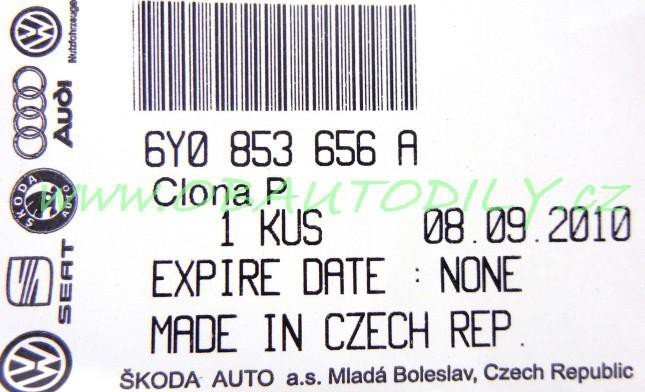 Nutzfahrzeuge
Audi
ŠKODA
AUTO
SEAT
6Y0 853 656 A
Clona P
www.OBAUTODILY.cz
1 KUS 08.09.2010
EXPIRE DATE : NONE
MADE IN CZECH REP.
ŠKODA AUTO a.s. Mladá Boleslav, Czech Republic